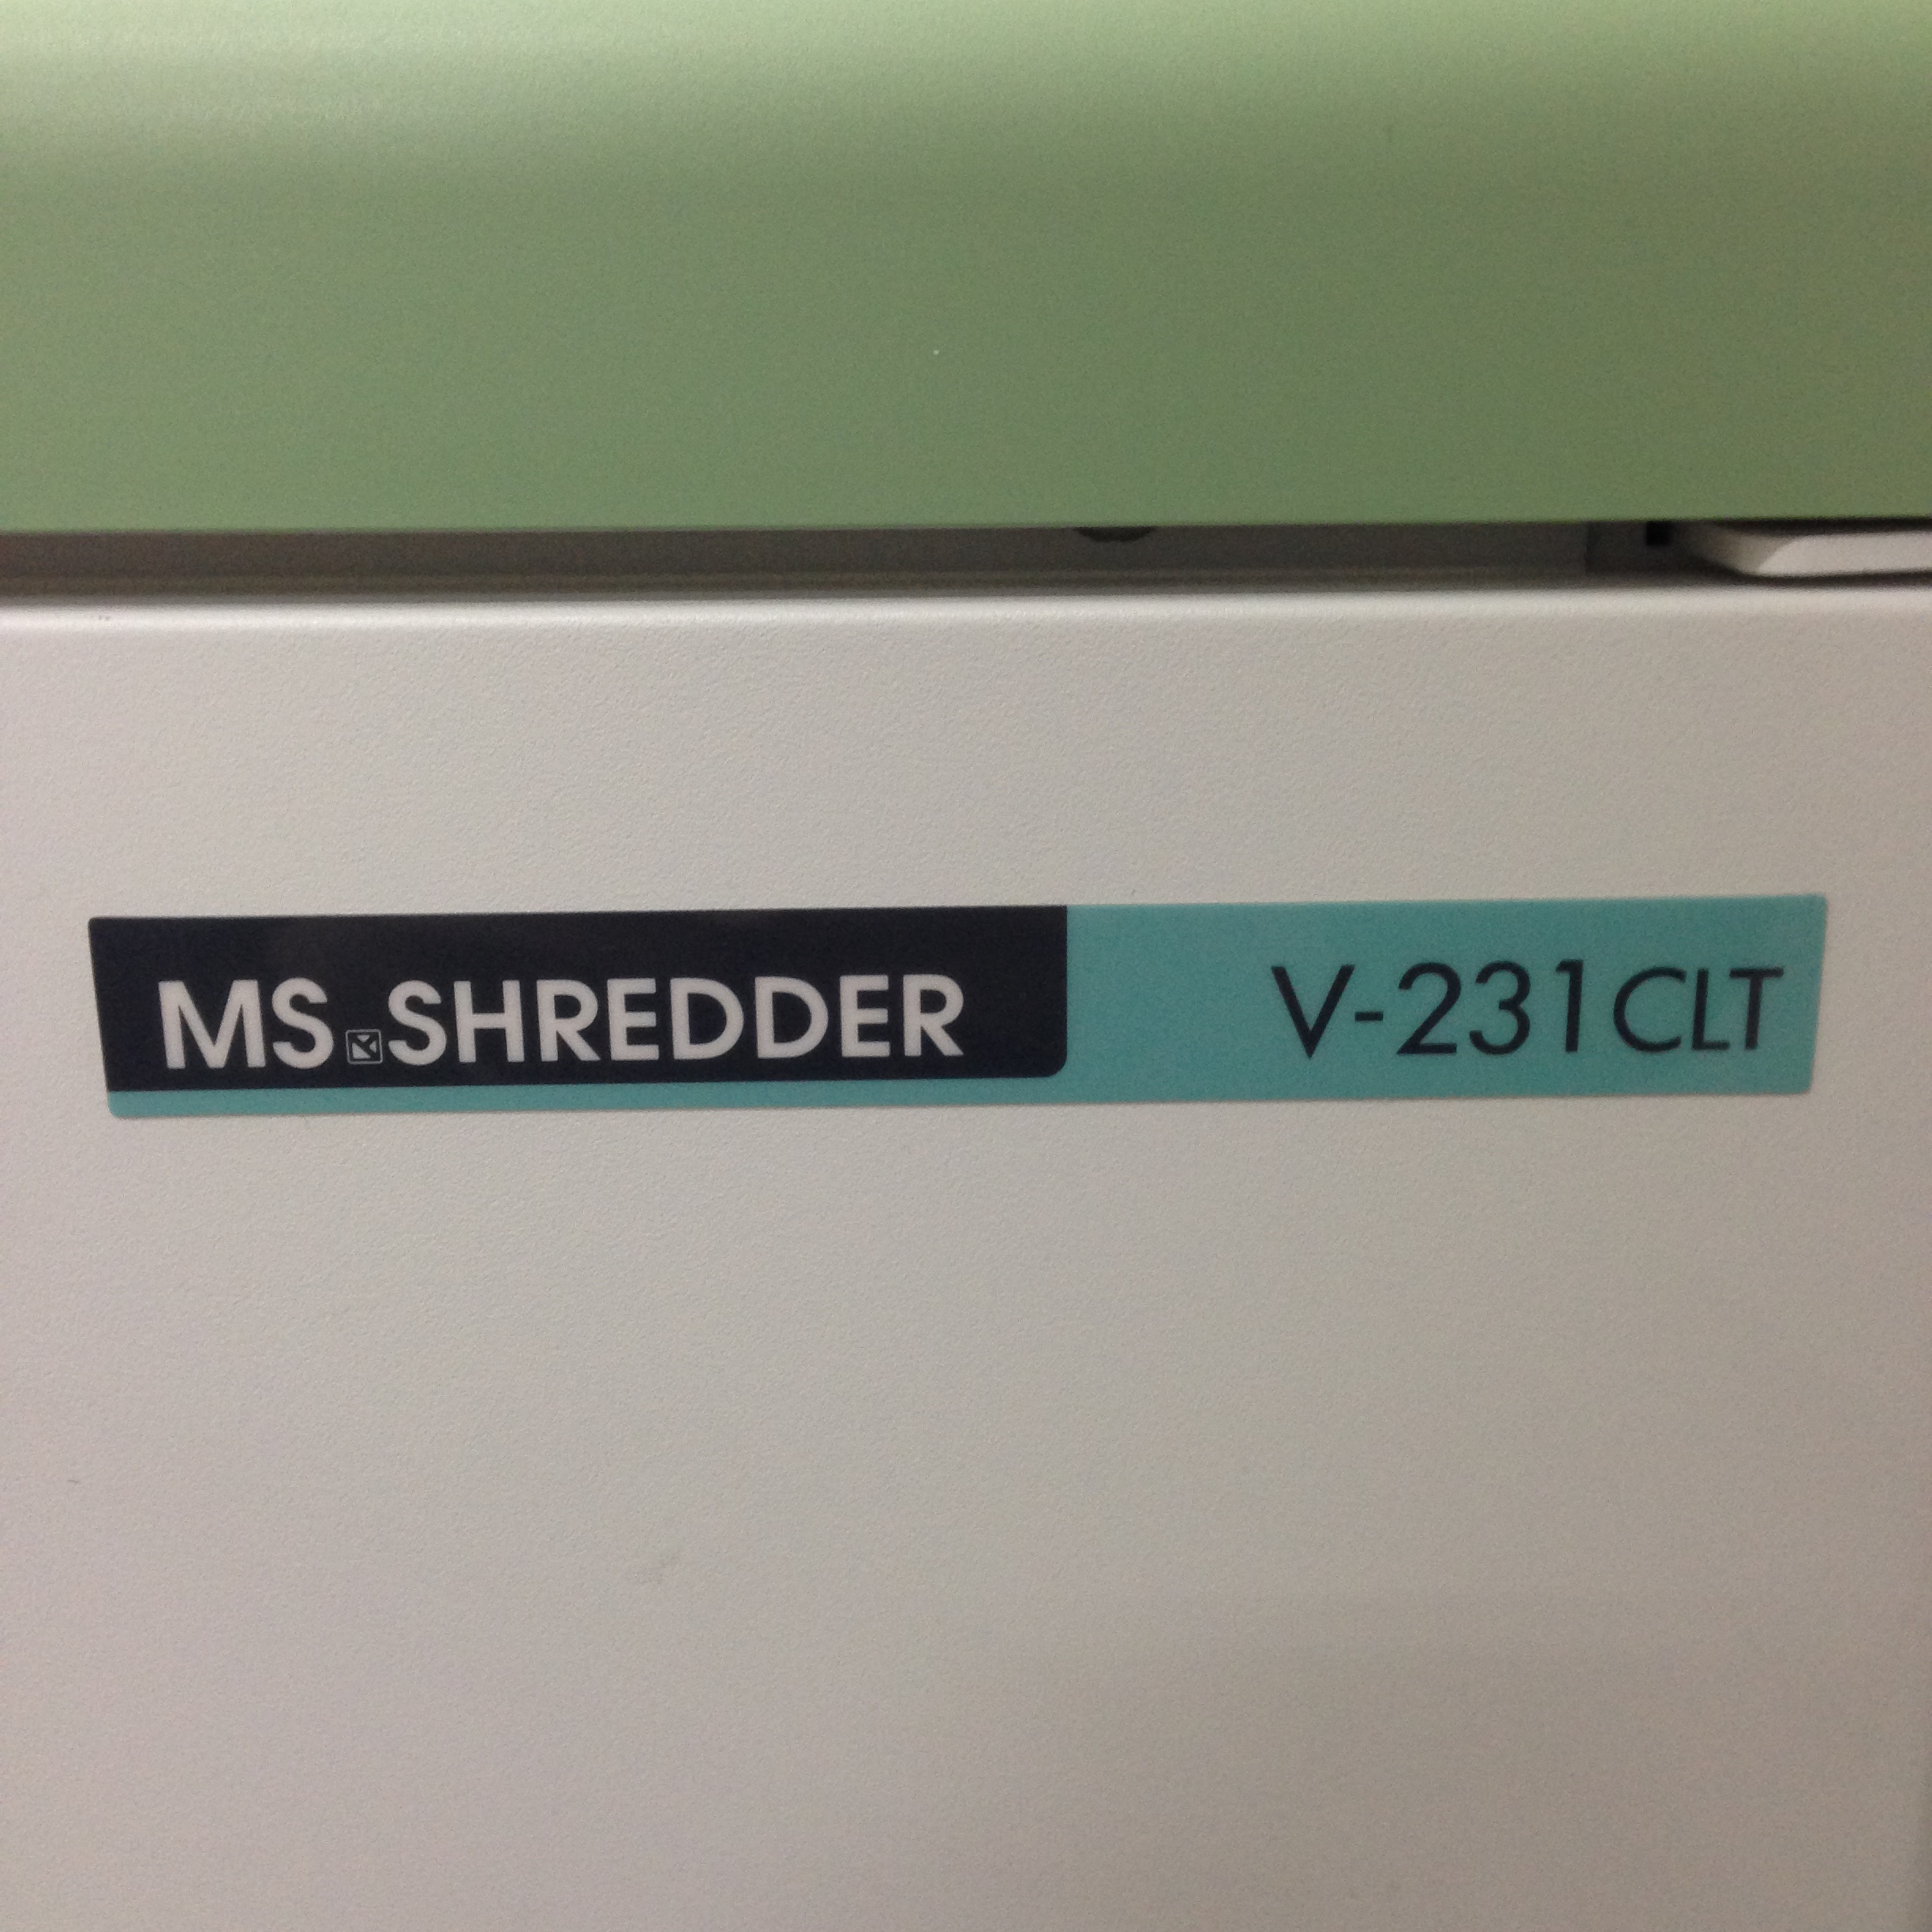 MS SHREDDER V-231CLT